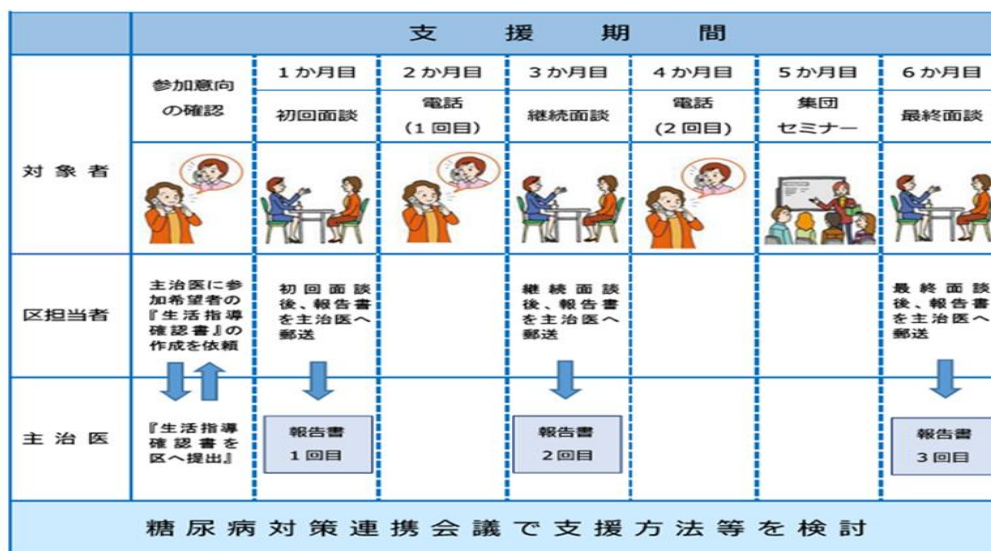 支援期間
対象者
参加意向
の確認
1か月目
2か月目
3か月目
4か月目
5か月目
6か月目
初回面談
電話
(1回目)
継続面談
電話
(2回目)
集団
セミナー
最終面談
区担当者
主治医に参
加希望者の
『生活指導
確認書』の
作成を依頼
初回面談
後、報告書
を主治医へ
郵送
継続面談
後、報告書
を主治医へ
郵送
最終面談
後、報告書
を主治医へ
郵送
主治医
『生活指導
確認書を
区へ提出』
報告書
1回目
報告書
2回目
報告書
3回目
糖尿病対策連携会議で支援方法等を検討